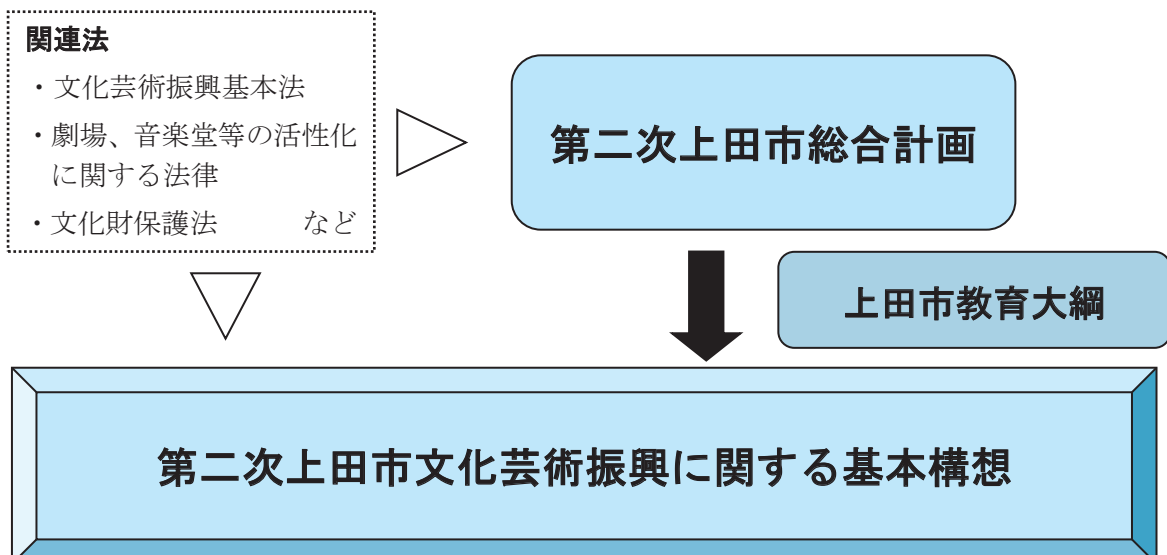 関連法
・文化芸術振興基本法
・劇場、音楽堂等の活性化
に関する法律
・文化財保護法 など
第二次上田市総合計画
上田市教育大綱
第二次上田市文化芸術振興に関する基本構想